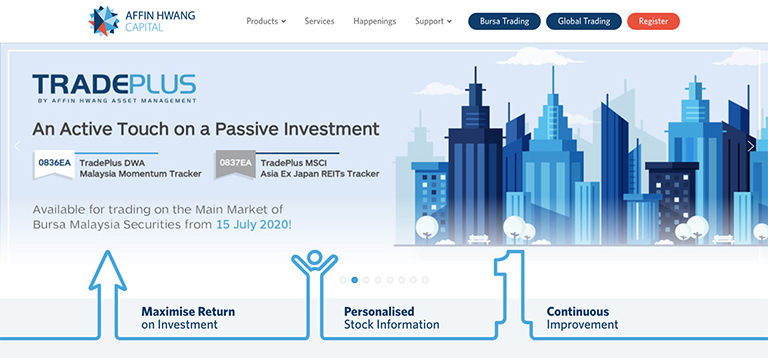 AFFIN HWANG
CAPITAL
Products
Services
Happenings
Support
Bursa Trading
Global Trading
Register
TRADEPLUS
BY AFFIN HWANG ASSET MANAGEMENT
An Active Touch on a Passive Investment
0836EA
TradePlus DWA
Malaysia Momentum Tracker
0837EA
TradePlus MSCI
Asia Ex Japan REITs Tracker
Available for trading on the Main Market of
Bursa Malaysia Securities from 15 July 2020!
Maximise Return
on Investment
Personalised
Stock Information
1
Continuous
Improvement